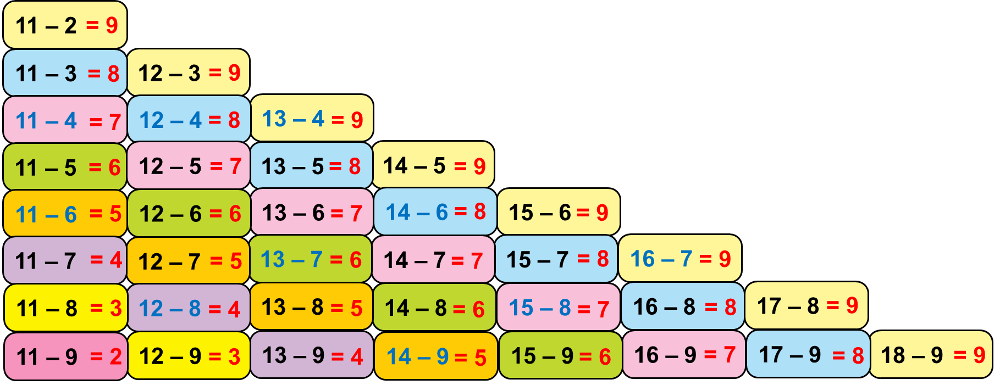 11 – 2 = 9
11 – 3 = 8 12 – 3 = 9
11 – 4 = 7 12 – 4 = 8 13 – 4 = 9
11 – 5 = 6 12 – 5 = 7 13 – 5 = 8 14 – 5 = 9
11 – 6 = 5 12 – 6 = 6 13 – 6 = 7 14 – 6 = 8 15 – 6 = 9
11 – 7 = 4 12 – 7 = 5 13 – 7 = 6 14 – 7 = 7 15 – 7 = 8 16 – 7 = 9
11 – 8 = 3 12 – 8 = 4 13 – 8 = 5 14 – 8 = 6 15 – 8 = 7 16 – 8 = 8 17 – 8 = 9
11 – 9 = 2 12 – 9 = 3 13 – 9 = 4 14 – 9 = 5 15 – 9 = 6 16 – 9 = 7 17 – 9 = 8 18 – 9 = 9